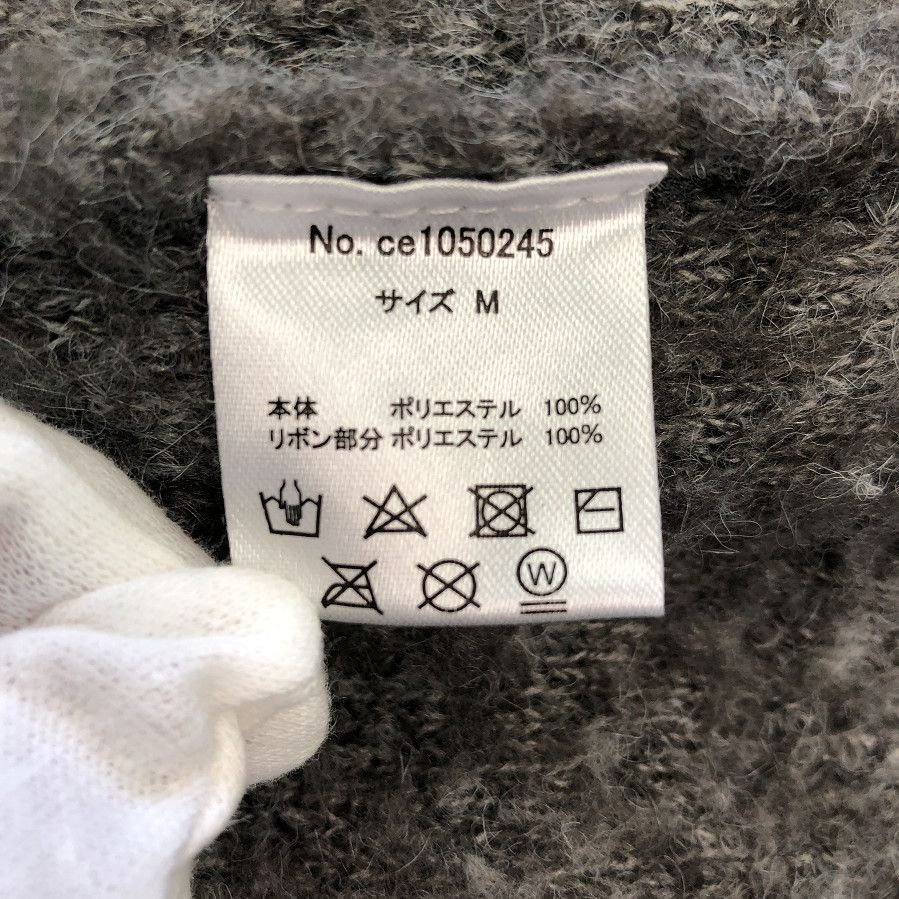 No. ce1050245
サイズ M
本体 ポリエステル 100%
リボン部分 ポリエステル 100%
W